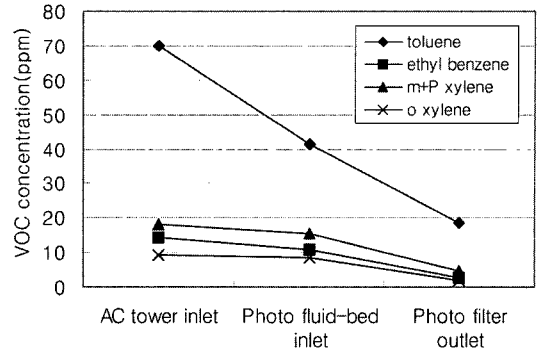 VOC concentration(ppm)
80
70
60
50
40
30
20
10
0
toluene
ethyl benzene
m+P xylene
o xylene
AC tower inlet
Photo fluid-bed
inlet
Photo filter
outlet